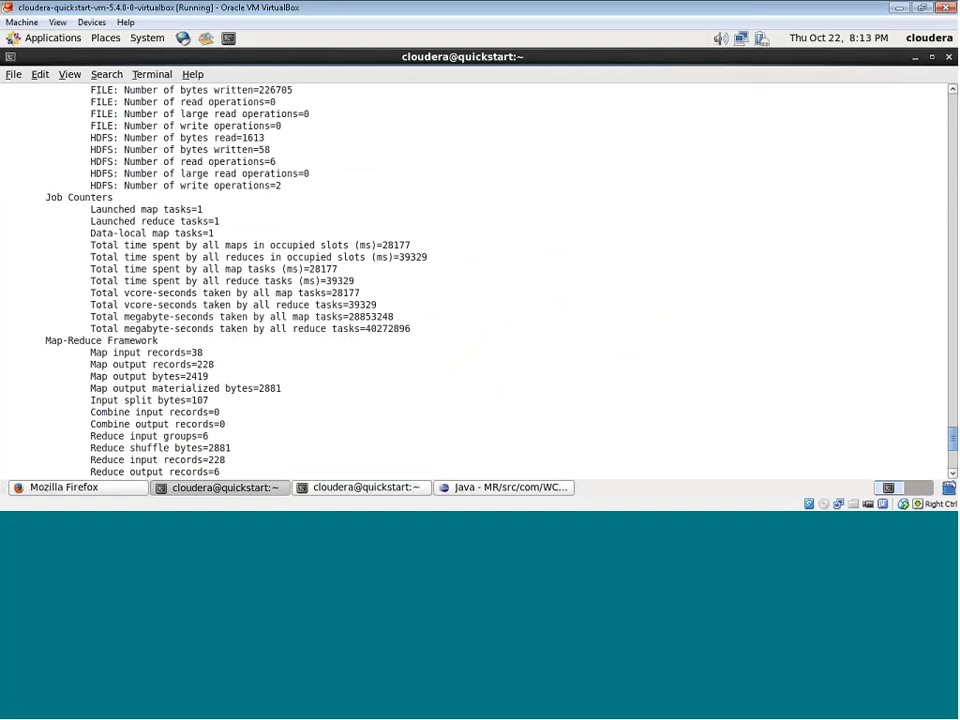 cloudera-quickstart-vm-5.4.0-0-virtualbox [Running] - Oracle VM VirtualBox
Machine View Devices Help
Applications Places System Thu Oct 22, 8:13 PM cloudera
cloudera@quickstart:~
File Edit View Search Terminal Help
FILE: Number of bytes written=226705
FILE: Number of read operations=0
FILE: Number of large read operations=0
FILE: Number of write operations=0
HDFS: Number of bytes read=1613
HDFS: Number of bytes written=58
HDFS: Number of read operations=6
HDFS: Number of large read operations=0
HDFS: Number of write operations=2
Job Counters
Launched map tasks=1
Launched reduce tasks=1
Data-local map tasks=1
Total time spent by all maps in occupied slots (ms)=28177
Total time spent by all reduces in occupied slots (ms)=39329
Total time spent by all map tasks (ms)=28177
Total time spent by all reduce tasks (ms)=39329
Total vcore-seconds taken by all map tasks=28177
Total vcore-seconds taken by all reduce tasks=39329
Total megabyte-seconds taken by all map tasks=28853248
Total megabyte-seconds taken by all reduce tasks=40272896
Map-Reduce Framework
Map input records=38
Map output records=228
Map output bytes=2419
Map output materialized bytes=2881
Input split bytes=107
Combine input records=0
Combine output records=0
Reduce input groups=6
Reduce shuffle bytes=2881
Reduce input records=228
Reduce output records=6
Mozilla Firefox cloudera@quickstart:~ cloudera@quickstart:~ Java - MR/src/com/WC...
Right Ctrl